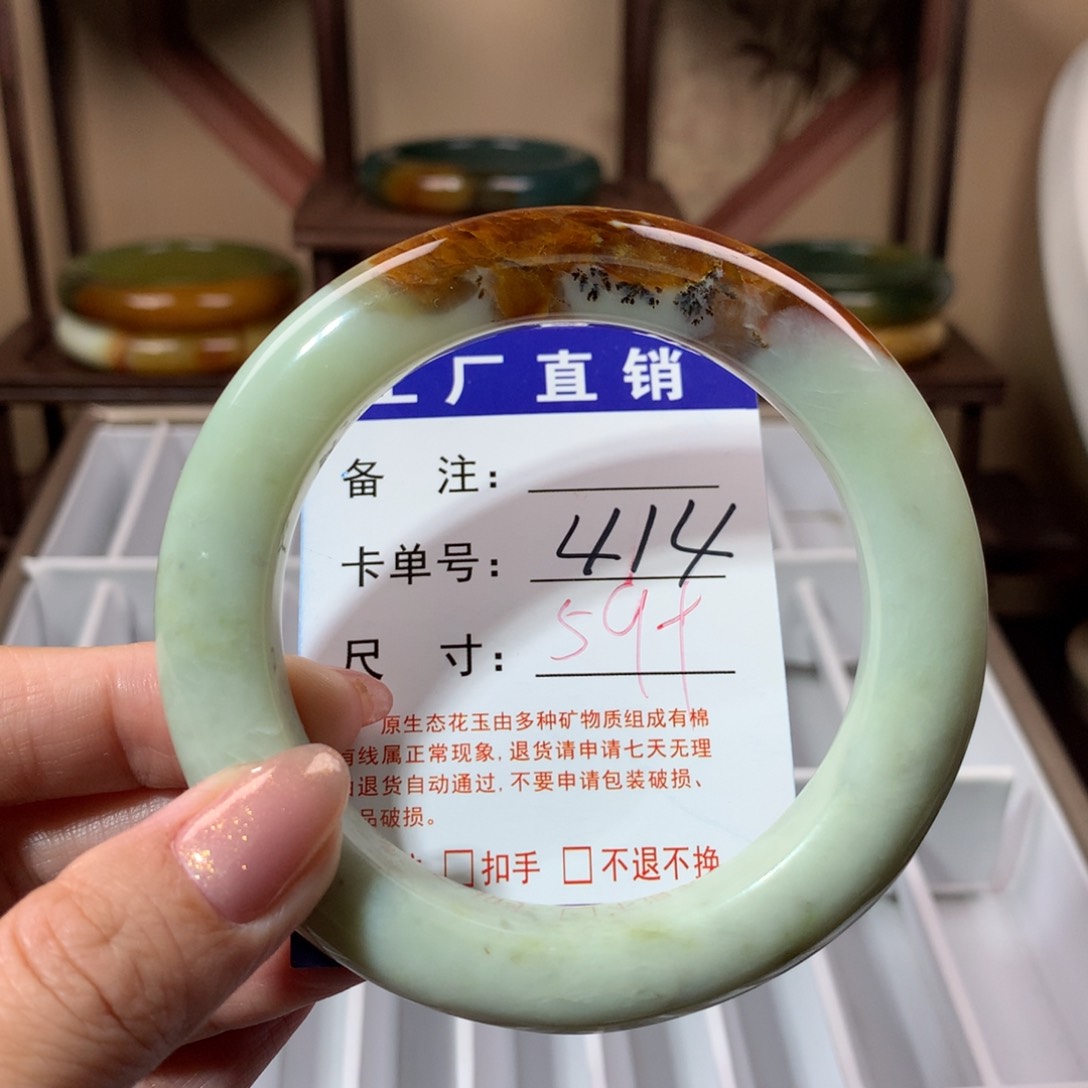 工厂直销
备 注：
卡单号： 414
尺 寸： 59
原生态花玉由多种矿物质组成有棉
有线属正常现象，退货请申请七天无理
由退货自动通过，不要申请包装破损、
品破损。
□扣手 □不退不换